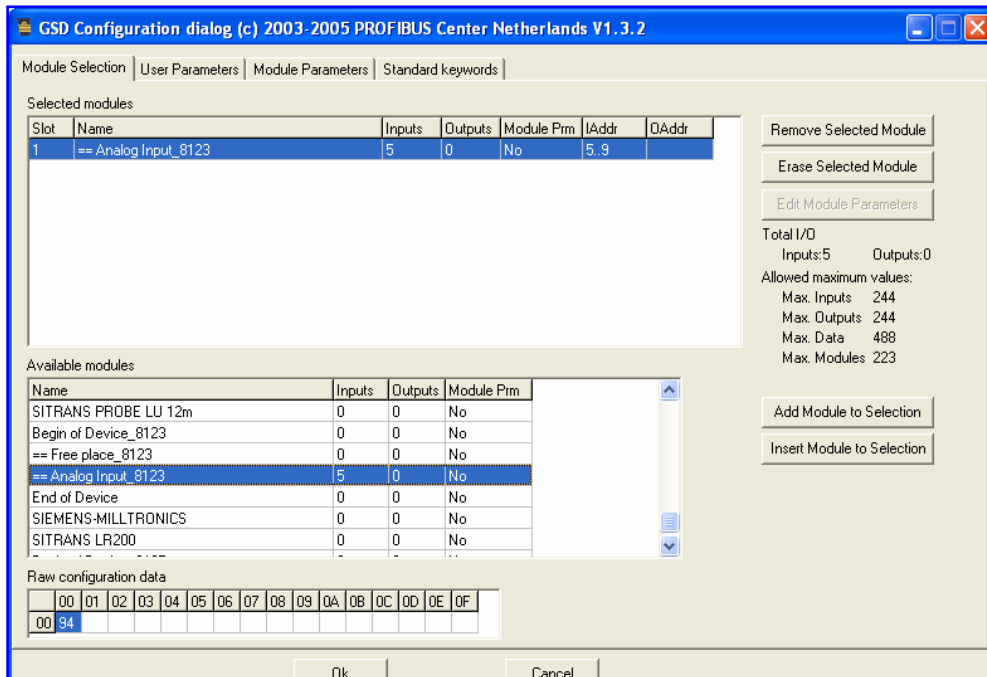 GSD Configuration dialog (c) 2003-2005 PROFIBUS Center Netherlands V1.3.2
Module Selection User Parameters Module Parameters Standard keywords
Selected modules
Slot Name Inputs Outputs Module Prm IAddr OAddr
1 == Analog Input_8123 5 0 No 5..9
Remove Selected Module
Erase Selected Module
Edit Module Parameters
Total I/O
Inputs:5 Outputs:0
Allowed maximum values:
Max. Inputs 244
Max. Outputs 244
Max. Data 488
Max. Modules 223
Available modules
Name Inputs Outputs Module Prm
SITRANS PROBE LU 12m 0 0 No
Begin of Device_8123 0 0 No
== Free place_8123 0 0 No
== Analog Input_8123 5 0 No
End of Device 0 0 No
SIEMENS-MILLTRONICS 0 0 No
SITRANS LR200 0 0 No
Add Module to Selection
Insert Module to Selection
Raw configuration data
00 01 02 03 04 05 06 07 08 09 0A 0B 0C 0D 0E 0F
00 94
Ok Cancel